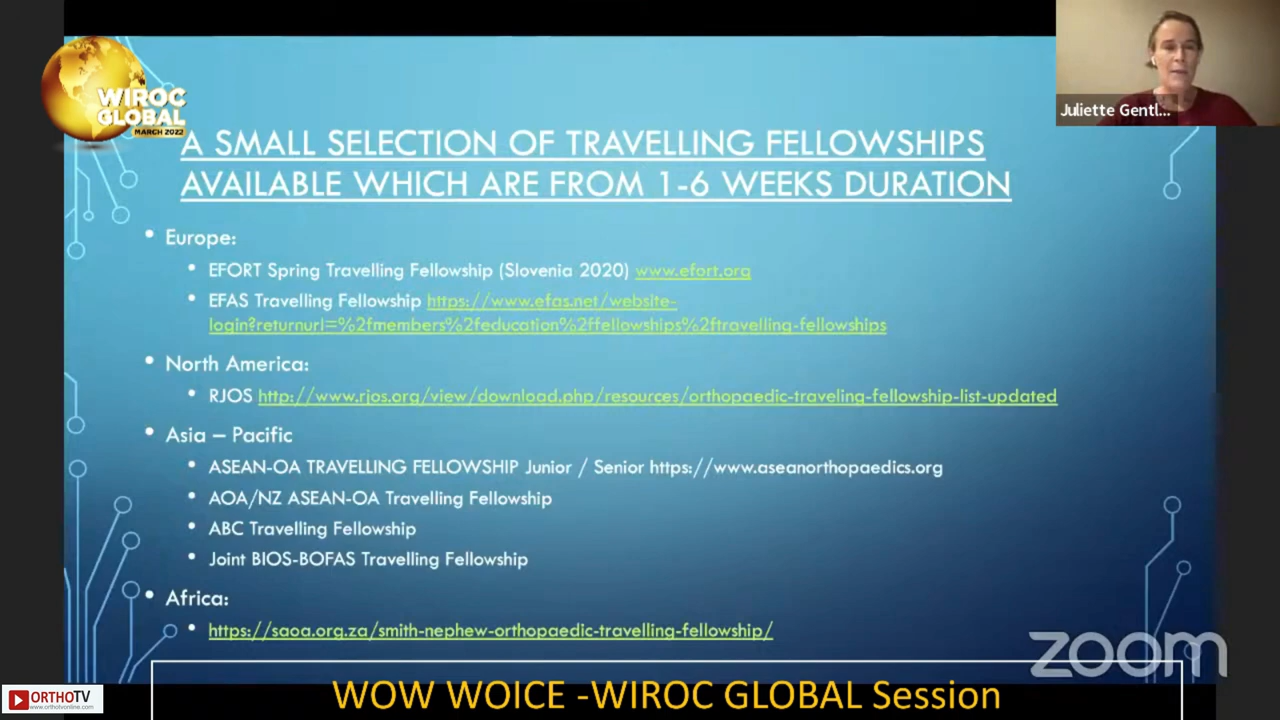 WIROC
GLOBAL
MARCH 2022
Juliette Gentl...
A SMALL SELECTION OF TRAVELLING FELLOWSHIPS
AVAILABLE WHICH ARE FROM 1-6 WEEKS DURATION
• Europe:
• EFORT Spring Travelling Fellowship (Slovenia 2020) www.efort.org
• EFAS Travelling Fellowship https://www.efas.net/website-
login?returnurl=%2fmembers%2feducation%2ffellowships%2ftravelling-fellowships
• North America:
• RJOS http://www.rjos.org/view/download.php/resources/orthopaedic-traveling-fellowship-list-updated
• Asia – Pacific
• ASEAN-OA TRAVELLING FELLOWSHIP Junior / Senior https://www.aseanorthopaedics.org
• AOA/NZ ASEAN-OA Travelling Fellowship
• ABC Travelling Fellowship
• Joint BIOS-BOFAS Travelling Fellowship
• Africa:
• https://saoa.org.za/smith-nephew-orthopaedic-travelling-fellowship/
zoom
ORTHOTV
www.orthotvonline.com
WOW WOICE -WIROC GLOBAL Session